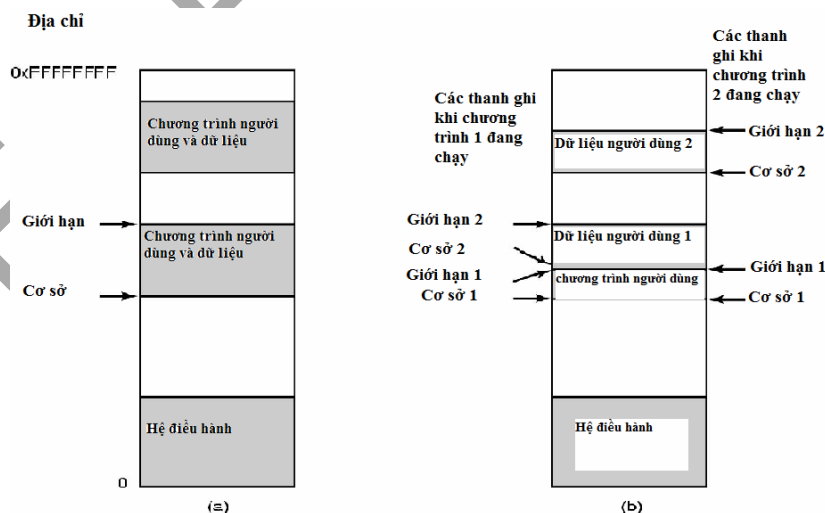 Địa chỉ
0xFFFFFFFF
Chương trình người
dùng và dữ liệu
Giới hạn
Chương trình người
dùng và dữ liệu
Cơ sở
Hệ điều hành
0
(a)
Các thanh ghi
khi chương
trình 1 đang
chạy
Các thanh
ghi khi
chương trình
2 đang chạy
Giới hạn 2
Dữ liệu người dùng 2
Cơ sở 2
Giới hạn 2
Dữ liệu người dùng 1
Cơ sở 2
Giới hạn 1
Giới hạn 1
chương trình người dùng
Cơ sở 1
Cơ sở 1
Hệ điều hành
(b)